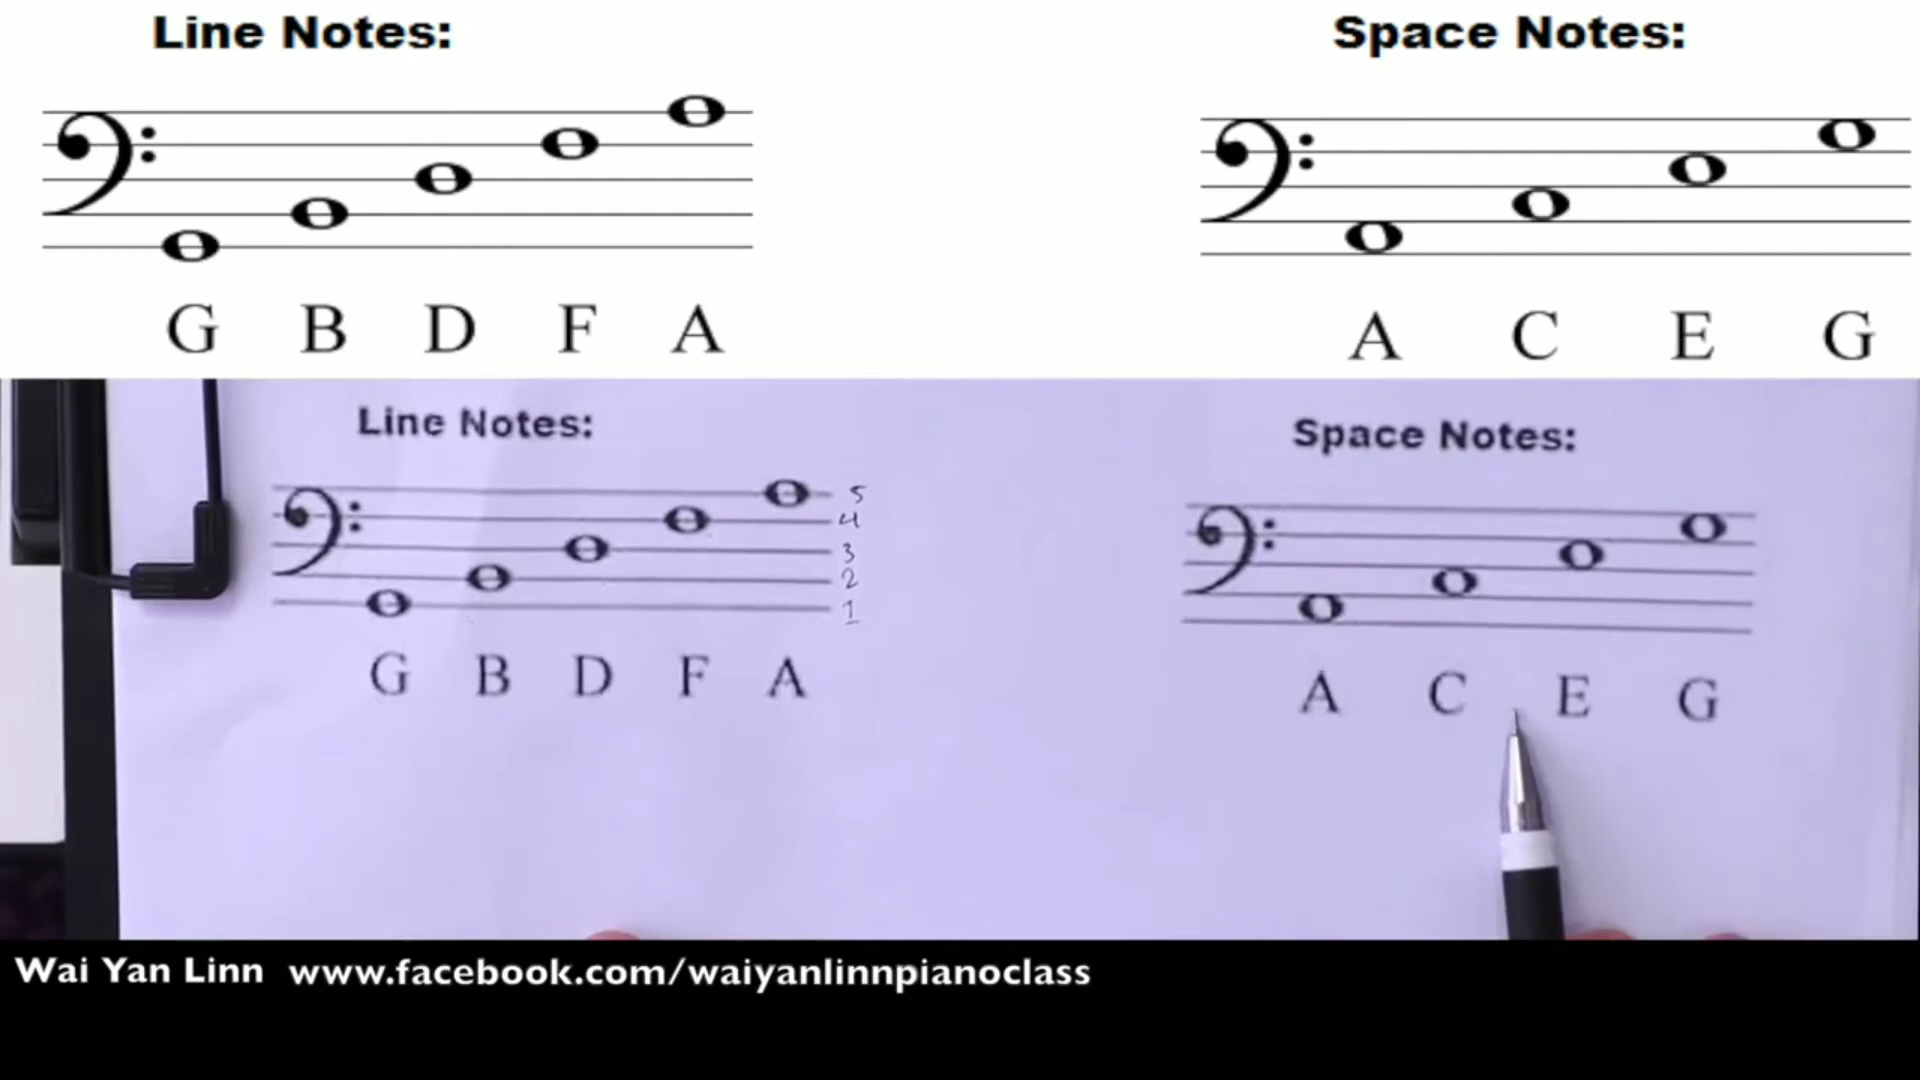 Line Notes:
Space Notes:
G B D F A
A C E G
Line Notes:
Space Notes:
5
4
3
2
1
G B D F A
A C E G
Wai Yan Linn www.facebook.com/waiyanlinnpianoclass